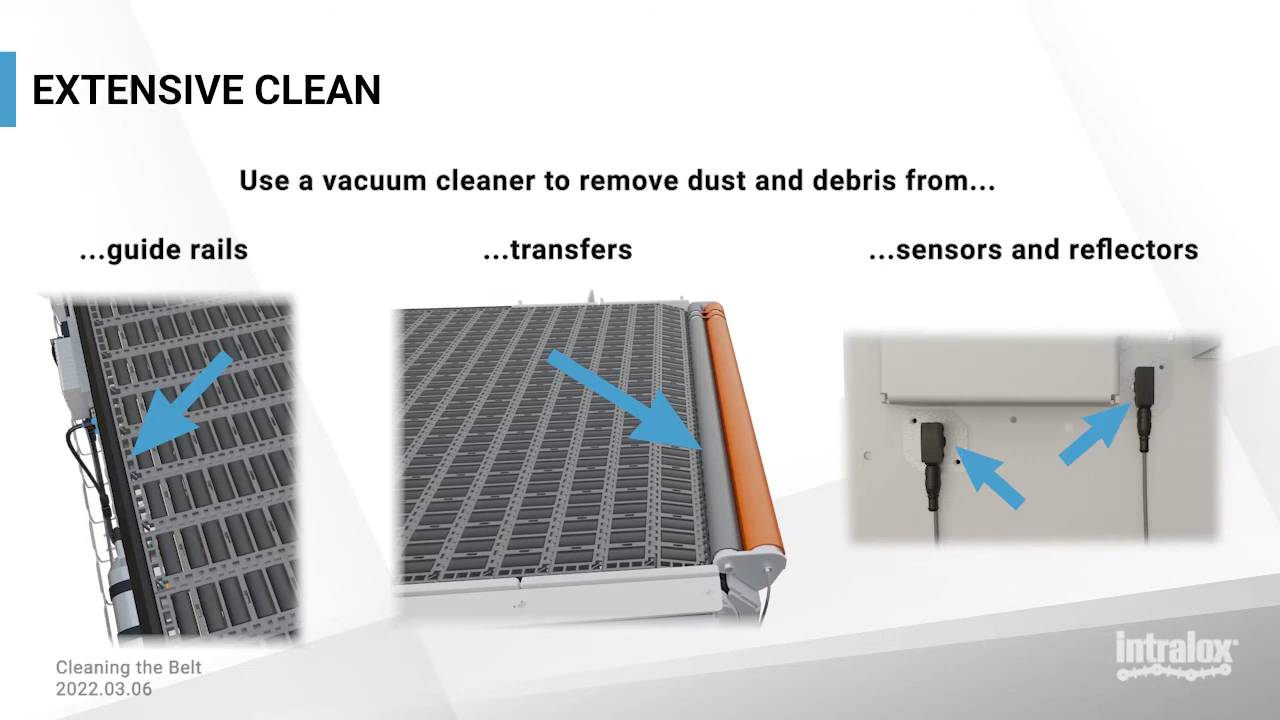 EXTENSIVE CLEAN
Use a vacuum cleaner to remove dust and debris from...
...guide rails
...transfers
...sensors and reflectors
Cleaning the Belt
2022.03.06
intralox